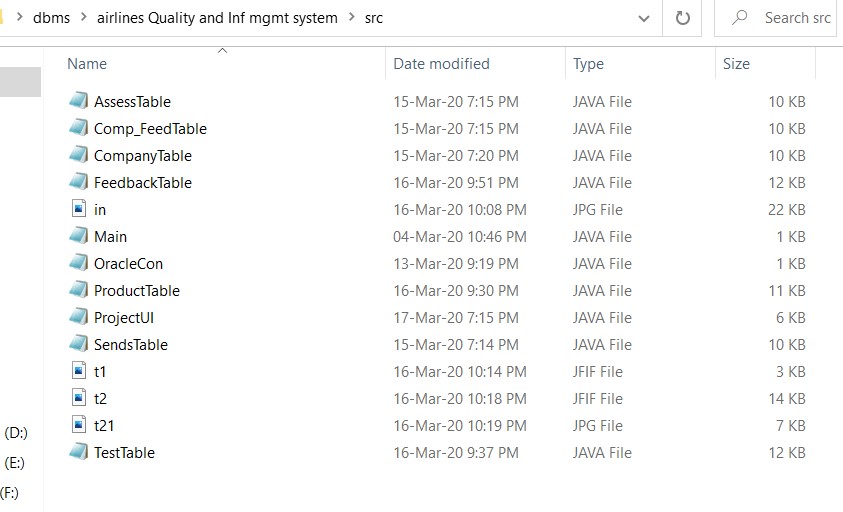 dbms > airlines Quality and Inf mgmt system > src Search src
Name Date modified Type Size
AssessTable 15-Mar-20 7:15 PM JAVA File 10 KB
Comp_FeedTable 15-Mar-20 7:15 PM JAVA File 10 KB
CompanyTable 15-Mar-20 7:20 PM JAVA File 10 KB
FeedbackTable 16-Mar-20 9:51 PM JAVA File 12 KB
in 16-Mar-20 10:08 PM JPG File 22 KB
Main 04-Mar-20 10:46 PM JAVA File 1 KB
OracleCon 13-Mar-20 9:19 PM JAVA File 1 KB
ProductTable 16-Mar-20 9:30 PM JAVA File 11 KB
ProjectUI 17-Mar-20 7:15 PM JAVA File 6 KB
SendsTable 15-Mar-20 7:14 PM JAVA File 10 KB
t1 16-Mar-20 10:14 PM JFIF File 3 KB
t2 16-Mar-20 10:18 PM JFIF File 14 KB
t21 16-Mar-20 10:19 PM JPG File 7 KB
(D:)
TestTable 16-Mar-20 9:37 PM JAVA File 12 KB
(E:)
(F:)